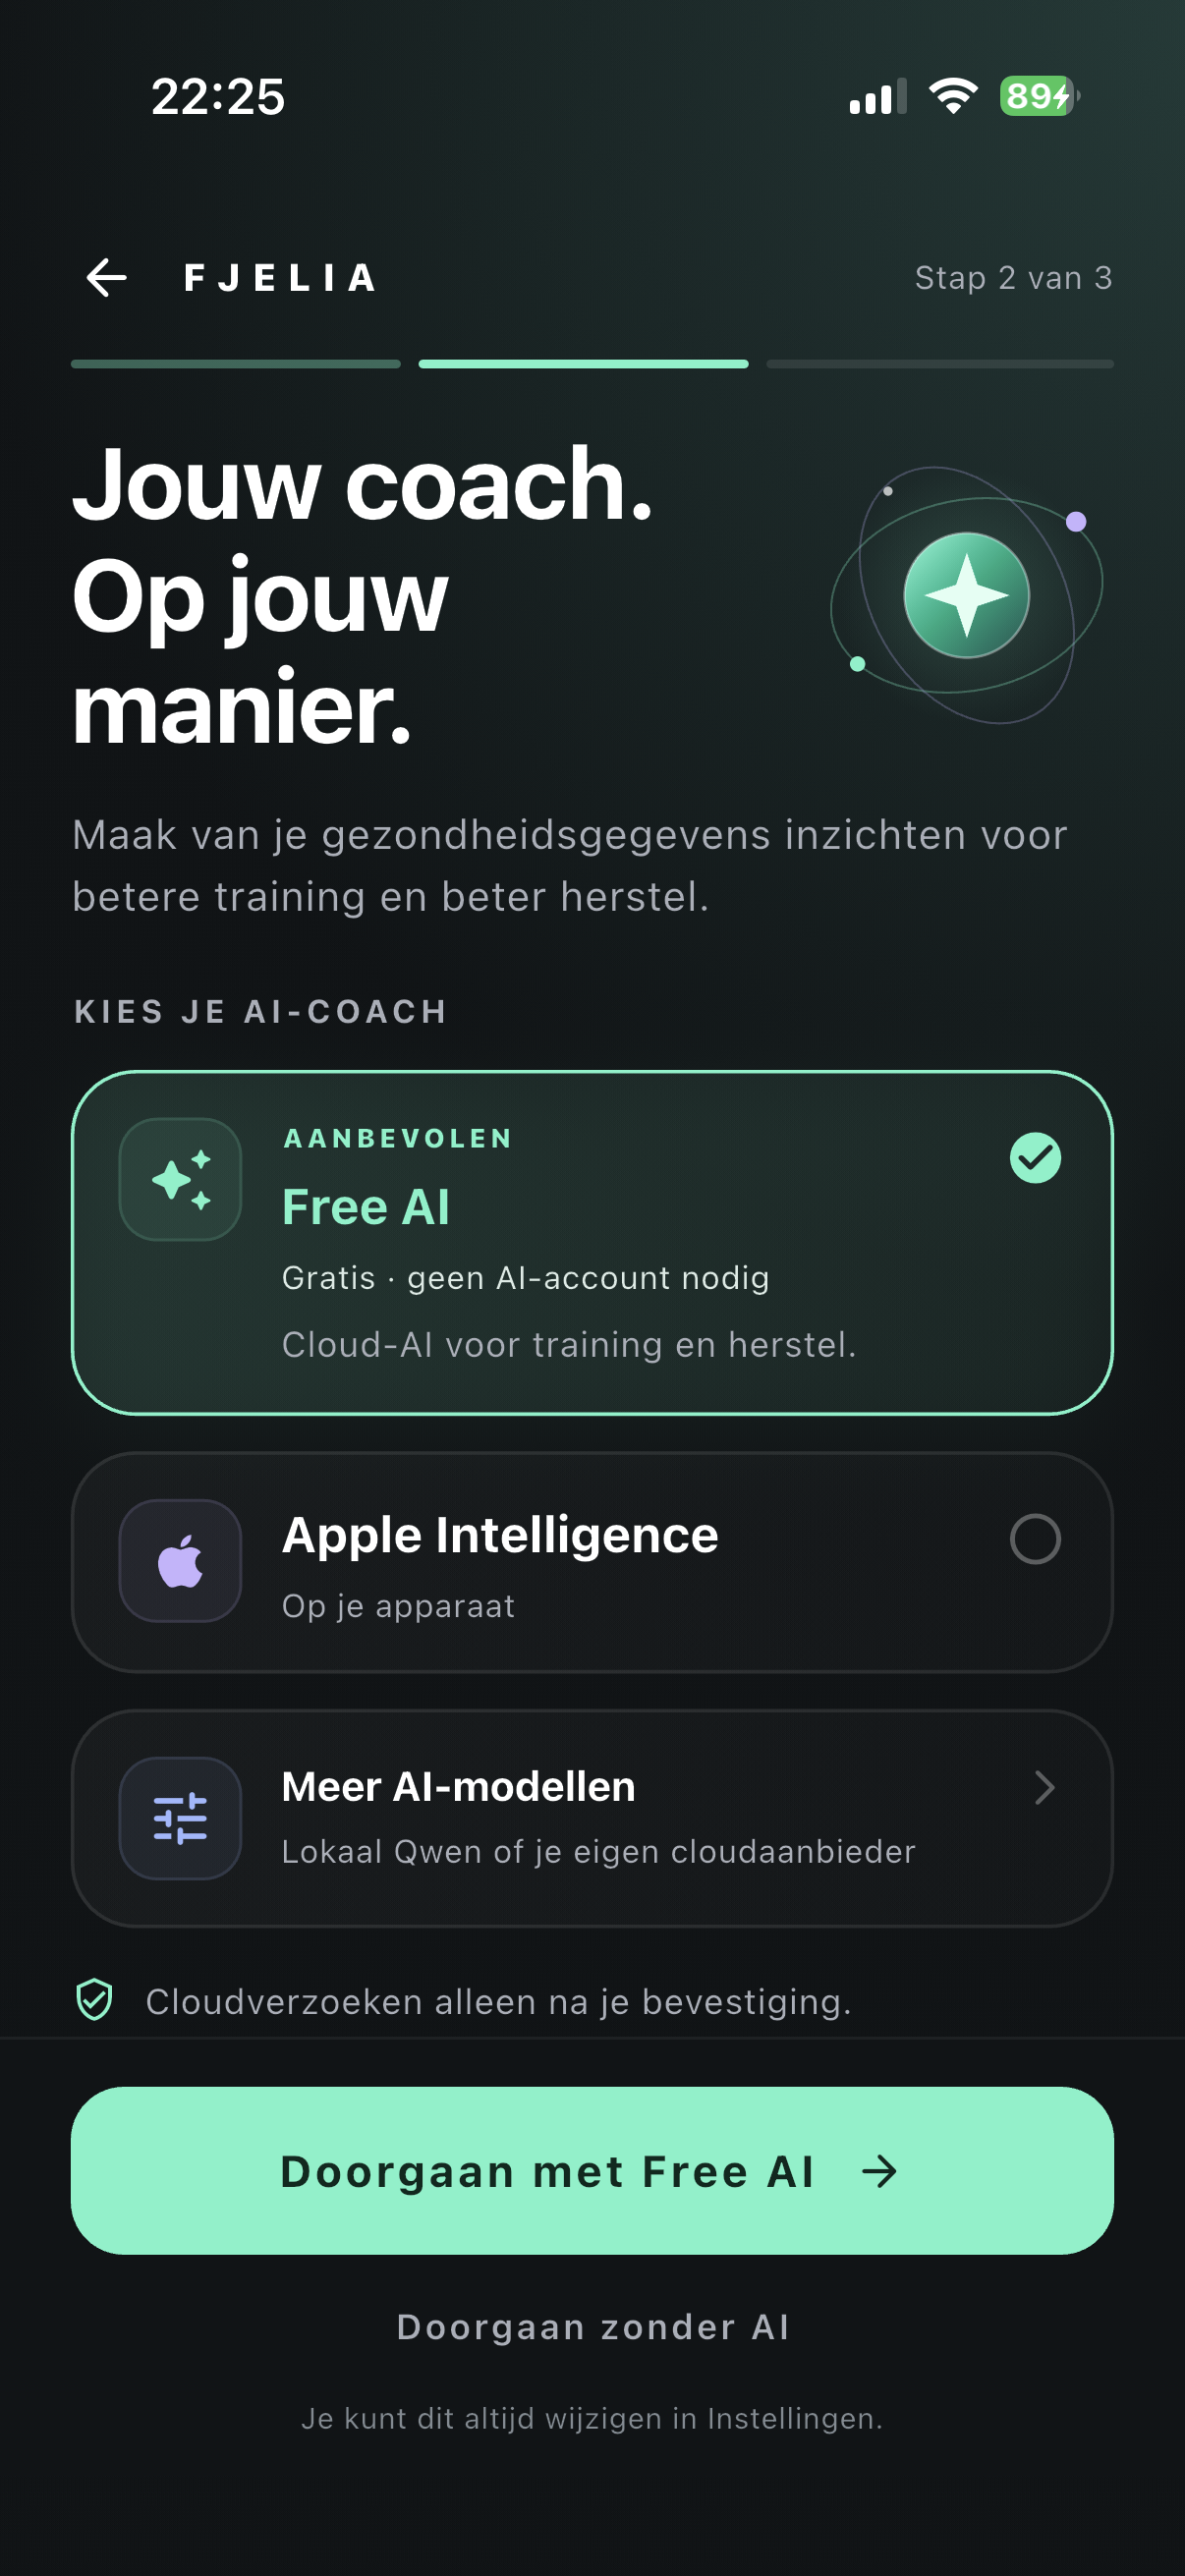 22:25
89
FJELIA
Stap 2 van 3
Jouw coach.
Op jouw
manier.
Maak van je gezondheidsgegevens inzichten voor
betere training en beter herstel.
KIES JE AI-COACH
AANBEVOLEN
Free AI
Gratis · geen AI-account nodig
Cloud-AI voor training en herstel.
Apple Intelligence
Op je apparaat
Meer AI-modellen
Lokaal Qwen of je eigen cloudaanbieder
Cloudverzoeken alleen na je bevestiging.
Doorgaan met Free AI
Doorgaan zonder AI
Je kunt dit altijd wijzigen in Instellingen.